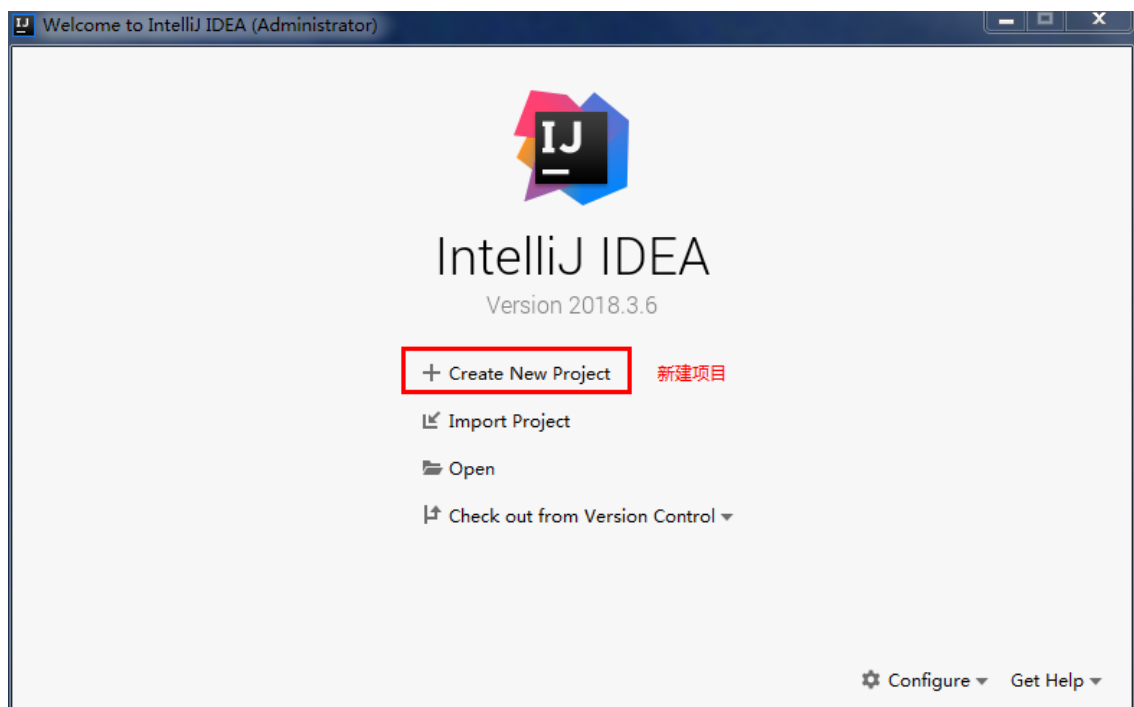 Welcome to IntelliJ IDEA (Administrator)
IJ
IntelliJ IDEA
Version 2018.3.6
Create New Project 新建项目
Import Project
Open
Check out from Version Control
Configure Get Help